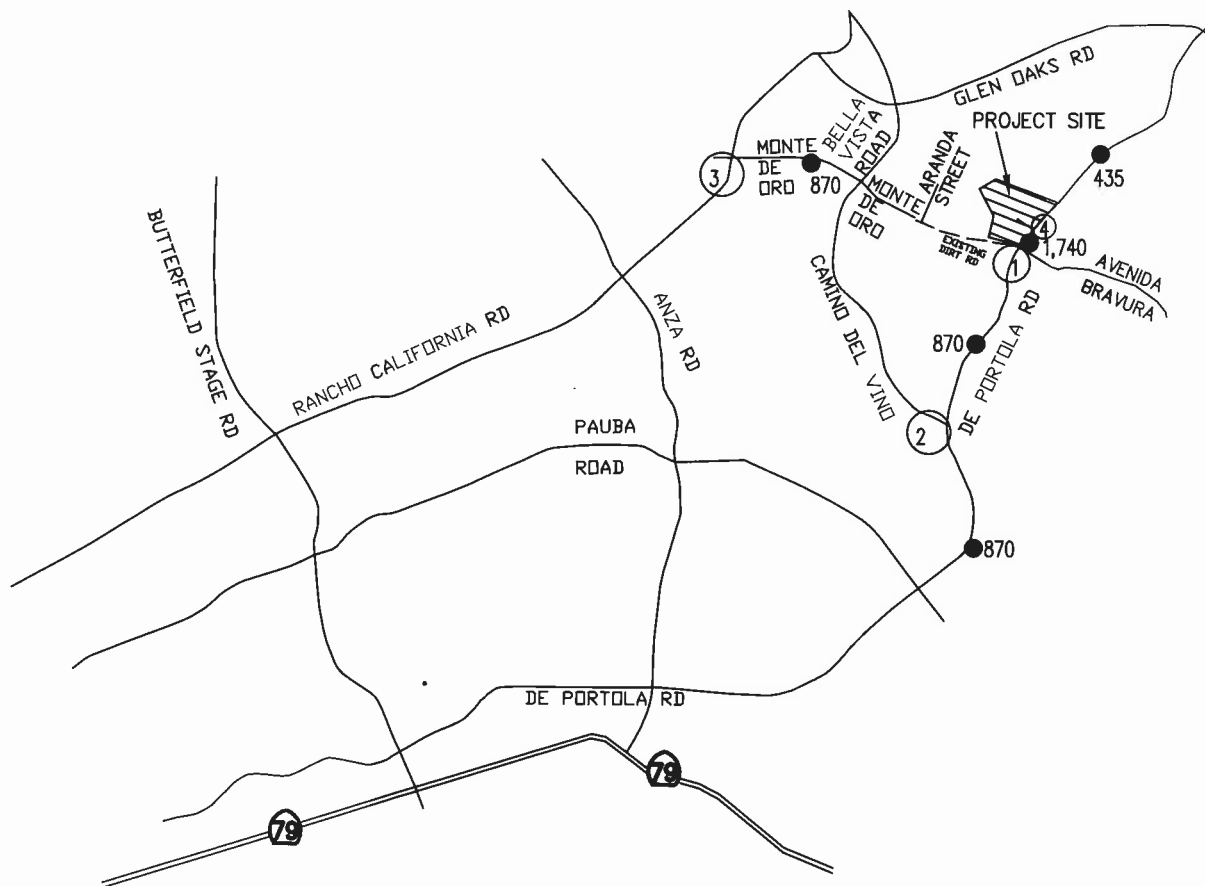 GLEN OAKS RD
PROJECT SITE
BELLA
VISTA
ROAD
MONTE
DE
ORO
870
3
MONTE
DE
ORO
ARANDA
STREET
435
4
1,740
EXISTING
DIRT RD
1
AVENIDA
BRAVURA
BUTTERFIELD STAGE RD
RANCHO CALIFORNIA RD
ANZA RD
CAMINO DEL VINO
870
DE PORTOLA RD
2
PAUBA
ROAD
870
DE PORTOLA RD
79
79